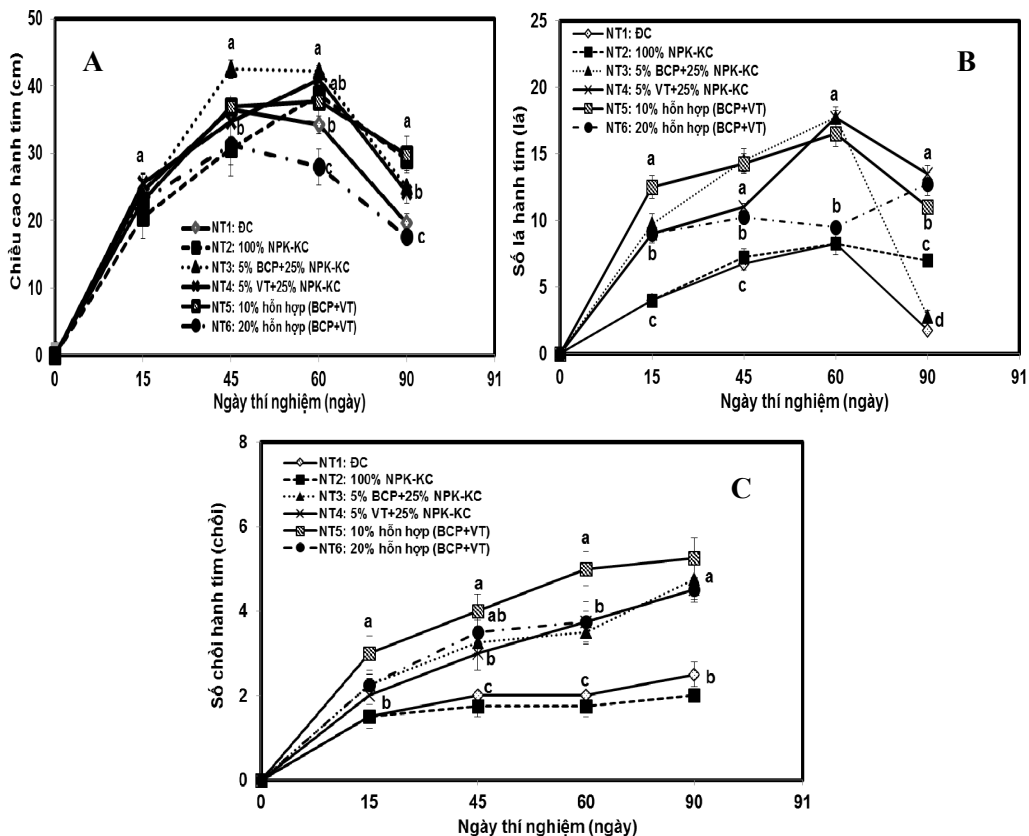 A
Chiều cao hành tím (cm)
50
40
30
20
10
0
a
a
a
ab
a
b
b
c
b
c
NT1: ĐC
NT2: 100% NPK-KC
NT3: 5% BCP+25% NPK-KC
NT4: 5% VT+25% NPK-KC
NT5: 10% hỗn hợp (BCP+VT)
NT6: 20% hỗn hợp (BCP+VT)
0 15 45 60 90 91
Ngày thí nghiệm (ngày)
B
Số lá hành tím (lá)
25
20
15
10
5
0
NT1: ĐC
NT2: 100% NPK-KC
NT3: 5% BCP+25% NPK-KC
NT4: 5% VT+25% NPK-KC
NT5: 10% hỗn hợp (BCP+VT)
NT6: 20% hỗn hợp (BCP+VT)
a
a
a
a
a
b
b
b
b
c
c
c
d
0 15 45 60 90 91
Ngày thí nghiệm (ngày)
C
Số chồi hành tím (chồi)
8
6
4
2
0
NT1: ĐC
NT2: 100% NPK-KC
NT3: 5% BCP+25% NPK-KC
NT4: 5% VT+25% NPK-KC
NT5: 10% hỗn hợp (BCP+VT)
NT6: 20% hỗn hợp (BCP+VT)
a
a
a
a
ab
b
b
b
c
c
b
0 15 45 60 90 91
Ngày thí nghiệm (ngày)